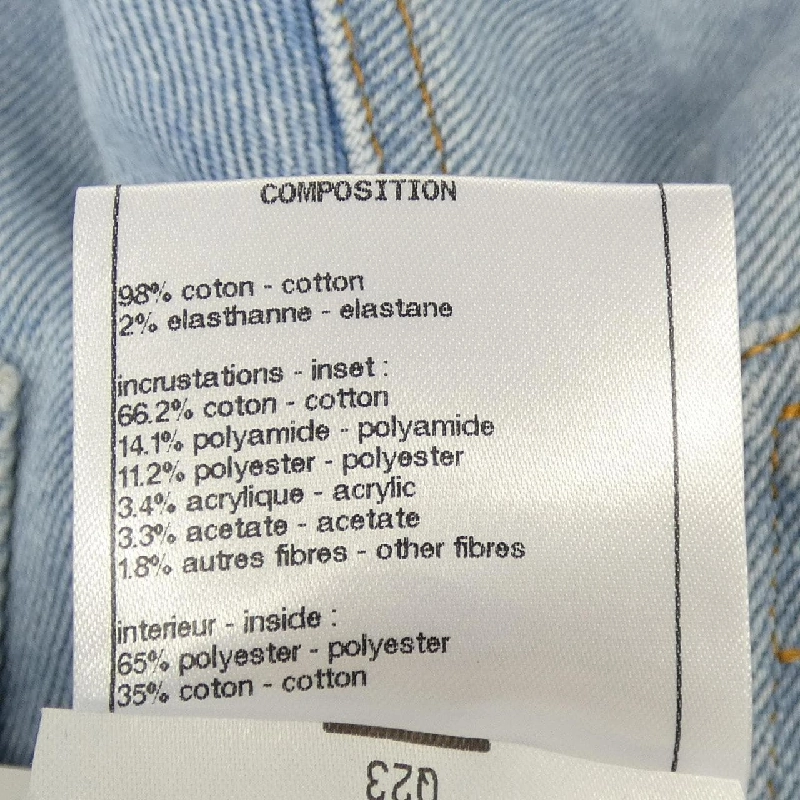 COMPOSITION
98% coton - cotton
2% elasthanne - elastane
incrustations - inset :
66.2% coton - cotton
14.1% polyamide - polyamide
11.2% polyester - polyester
3.4% acrylique - acrylic
3.3% acetate - acetate
1.8% autres fibres - other fibres
interieur - inside :
65% polyester - polyester
35% coton - cotton